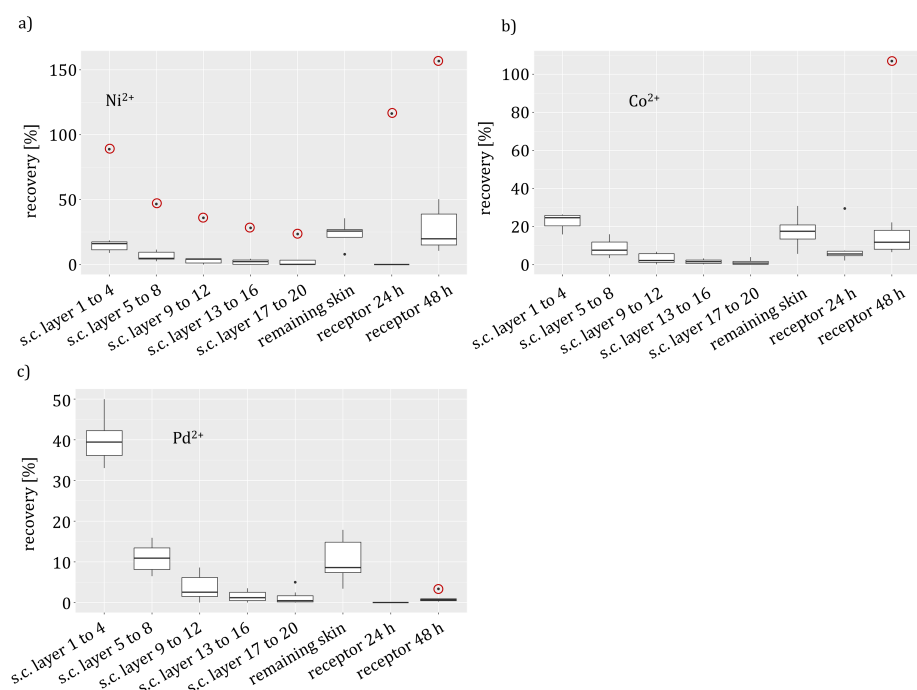 a)
recovery [%]
150
100
50
0
Ni²⁺
s.c. layer 1 to 4
s.c. layer 5 to 8
s.c. layer 9 to 12
s.c. layer 13 to 16
s.c. layer 17 to 20
remaining skin
receptor 24 h
receptor 48 h
b)
recovery [%]
100
80
60
40
20
0
Co²⁺
s.c. layer 1 to 4
s.c. layer 5 to 8
s.c. layer 9 to 12
s.c. layer 13 to 16
s.c. layer 17 to 20
remaining skin
receptor 24 h
receptor 48 h
c)
recovery [%]
50
40
30
20
10
0
Pd²⁺
s.c. layer 1 to 4
s.c. layer 5 to 8
s.c. layer 9 to 12
s.c. layer 13 to 16
s.c. layer 17 to 20
remaining skin
receptor 24 h
receptor 48 h